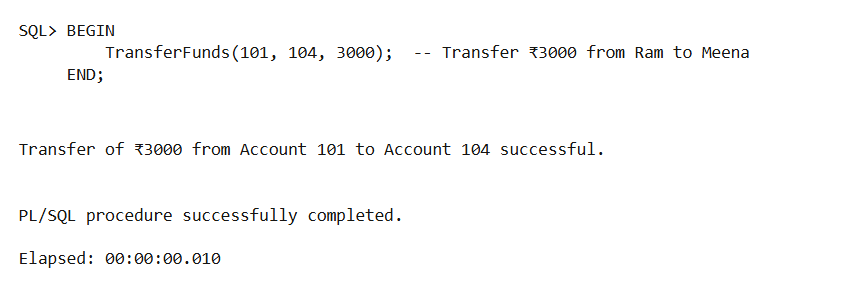 SQL> BEGIN
TransferFunds(101, 104, 3000);  -- Transfer ₹3000 from Ram to Meena
END;
Transfer of ₹3000 from Account 101 to Account 104 successful.
PL/SQL procedure successfully completed.
Elapsed: 00:00:00.010